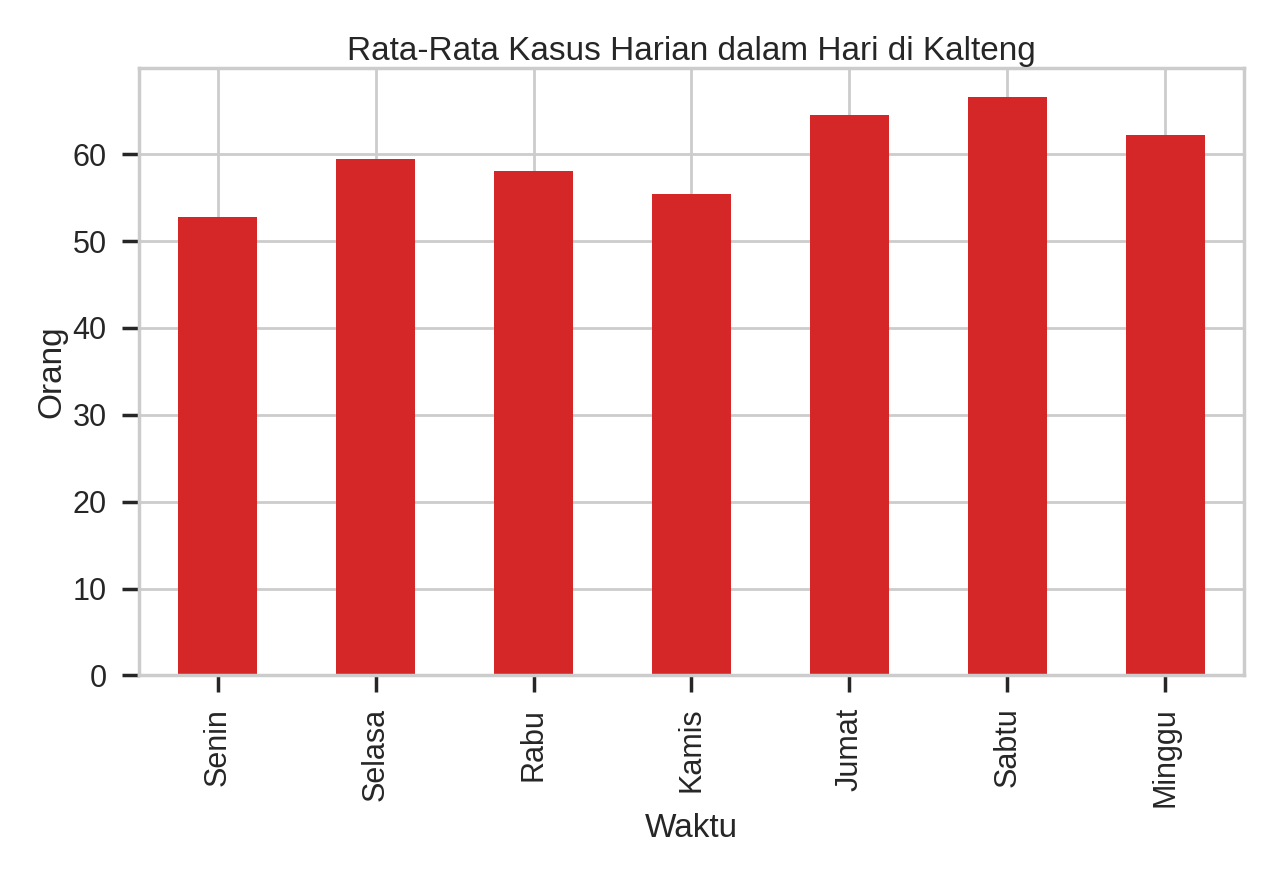 Rata-Rata Kasus Harian dalam Hari di Kalteng
Orang
60
50
40
30
20
10
0
Senin
Selasa
Rabu
Kamis
Jumat
Sabtu
Minggu
Waktu